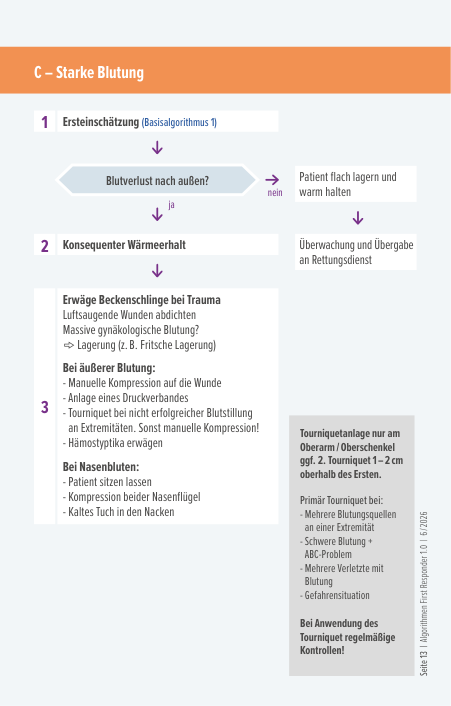 C – Starke Blutung
1 Ersteinschätzung (Basisalgorithmus 1)
Blutverlust nach außen?
nein
ja
Patient flach lagern und
warm halten
Überwachung und Übergabe
an Rettungsdienst
2 Konsequenter Wärmeerhalt
3
Erwäge Beckenschlinge bei Trauma
Luftsaugende Wunden abdichten
Massive gynäkologische Blutung?
➪ Lagerung (z. B. Fritsche Lagerung)
Bei äußerer Blutung:
- Manuelle Kompression auf die Wunde
- Anlage eines Druckverbandes
- Tourniquet bei nicht erfolgreicher Blutstillung
an Extremitäten. Sonst manuelle Kompression!
- Hämostyptika erwägen
Bei Nasenbluten:
- Patient sitzen lassen
- Kompression beider Nasenflügel
- Kaltes Tuch in den Nacken
Tourniquetanlage nur am
Oberarm / Oberschenkel
ggf. 2. Tourniquet 1 – 2 cm
oberhalb des Ersten.
Primär Tourniquet bei:
- Mehrere Blutungsquellen
an einer Extremität
- Schwere Blutung +
ABC-Problem
- Mehrere Verletzte mit
Blutung
- Gefahrensituation
Bei Anwendung des
Tourniquet regelmäßige
Kontrollen!
Seite 13 | Algorithmen First Responder 1.0 | 6 / 2026